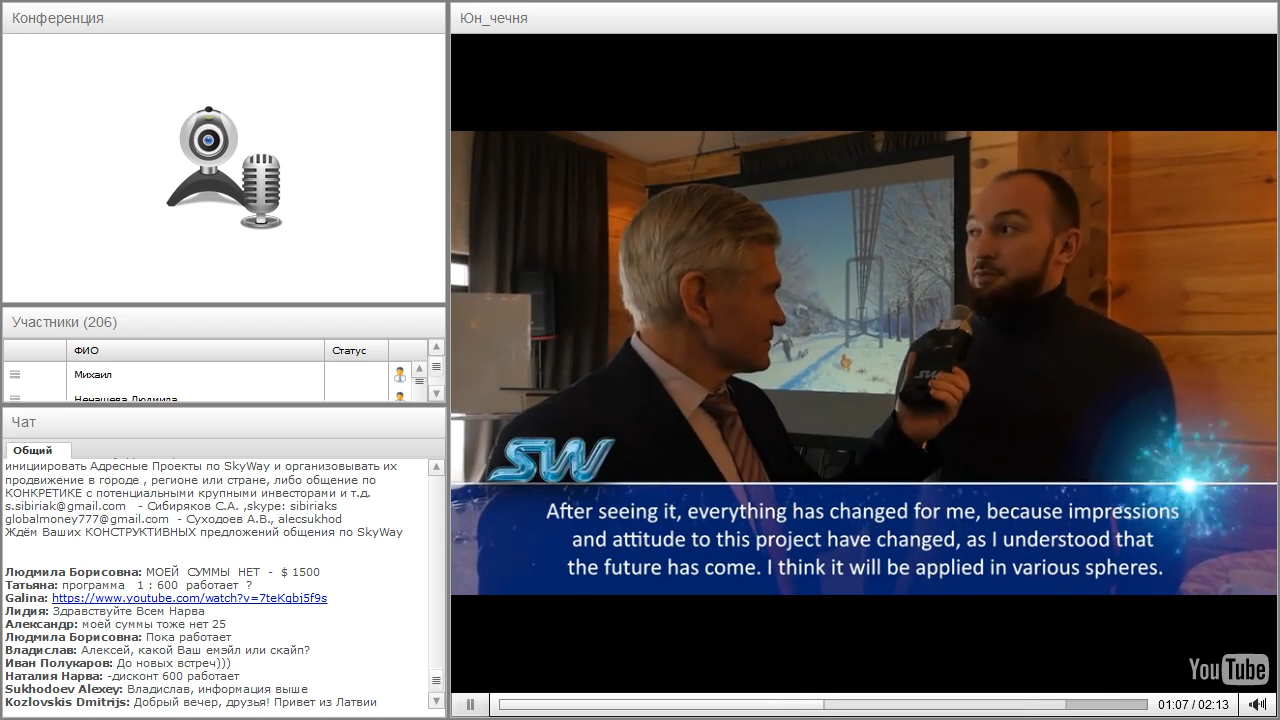 Конференция
Участники (206)
ФИО
Статус
Михаил
Ненашева Людмила
Чат
Общий
инициировать Адресные Проекты по SkyWay и организовывать их
продвижение в городе , регионе или стране, либо общение по
КОНКРЕТИКЕ с потенциальными крупными инвесторами и т.д.
s.sibiriak@gmail.com - Сибиряков С.А. ,skype: sibiriaks
globalmoney777@gmail.com - Суходоев А.В., alecsukhod
Ждём Ваших КОНСТРУКТИВНЫХ предложений общения по SkyWay
Людмила Борисовна: МОЕЙ СУММЫ НЕТ - $ 1500
Татьяна: программа 1 : 600 работает ?
Galina: https://www.youtube.com/watch?v=7teKqbj5f9s
Лидия: Здравствуйте Всем Нарва
Александр: моей суммы тоже нет 25
Людмила Борисовна: Пока работает
Владислав: Алексей, какой Ваш емэйл или скайп?
Иван Полукаров: До новых встреч)))
Наталия Нарва: -дисконт 600 работает
Sukhodoev Alexey: Владислав, информация выше
Kozlovskis Dmitrijs: Добрый вечер, друзья! Привет из Латвии
Юн_чечня
SW
SW
After seeing it, everything has changed for me, because impressions
and attitude to this project have changed, as I understood that
the future has come. I think it will be applied in various spheres.
YouTube
01:07 / 02:13